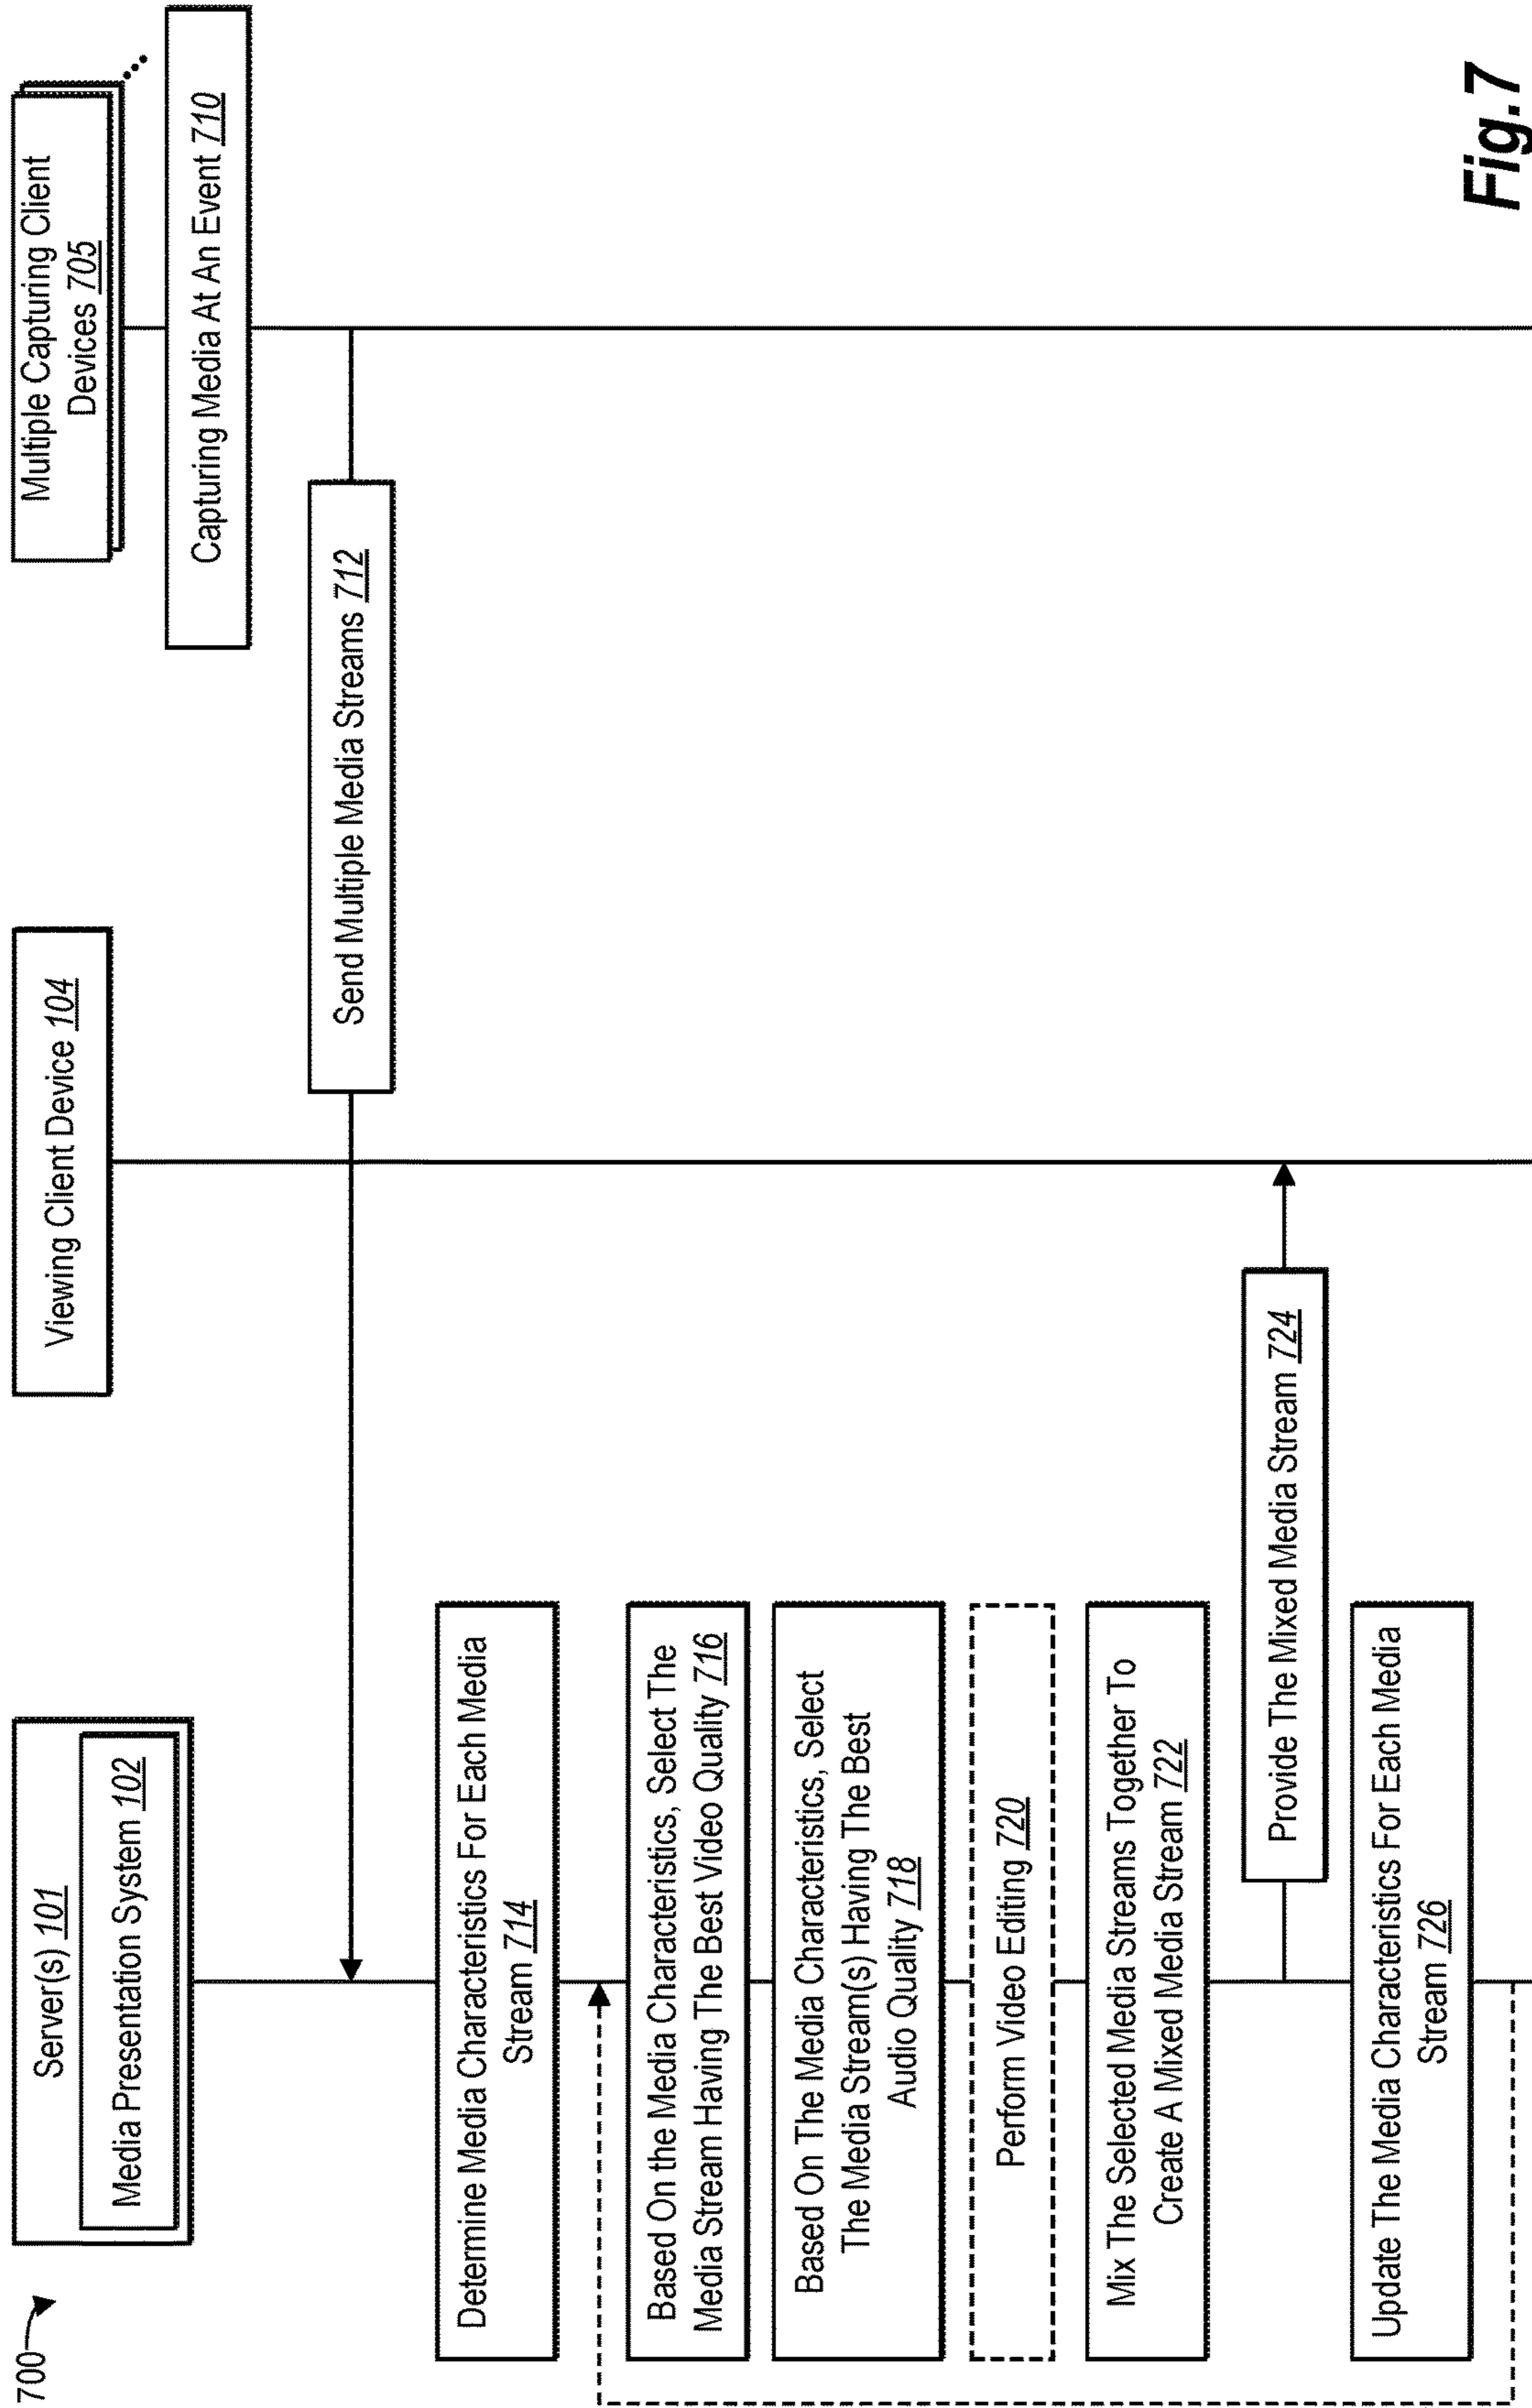 700
Server(s) 101
Media Presentation System 102
Viewing Client Device 104
Multiple Capturing Client
Devices 705
Capturing Media At An Event 710
Send Multiple Media Streams 712
Determine Media Characteristics For Each Media
Stream 714
Based On the Media Characteristics, Select The
Media Stream Having The Best Video Quality 716
Based On The Media Characteristics, Select
The Media Stream(s) Having The Best
Audio Quality 718
Perform Video Editing 720
Mix The Selected Media Streams Together To
Create A Mixed Media Stream 722
Provide The Mixed Media Stream 724
Update The Media Characteristics For Each Media
Stream 726
Fig.7